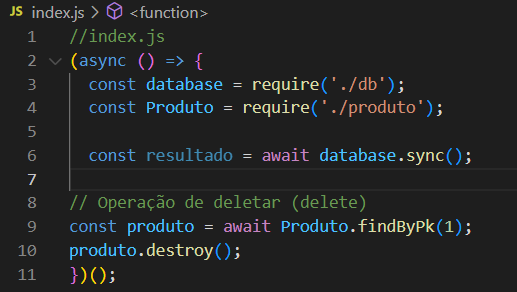 JS index.js > <function>
1 //index.js
2 (async () => {
3 const database = require('./db');
4 const Produto = require('./produto');
5
6 const resultado = await database.sync();
7
8 // Operação de deletar (delete)
9 const produto = await Produto.findByPk(1);
10 produto.destroy();
11 })();